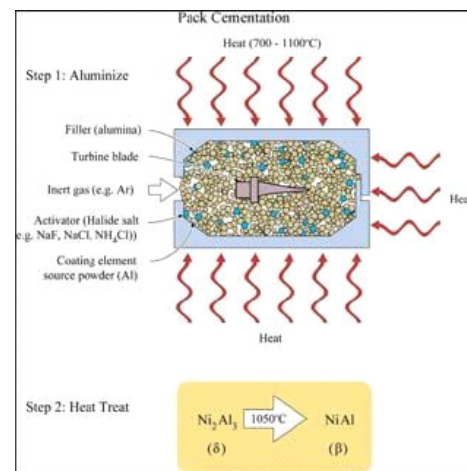 Pack Cementation
Heat (700 - 1100°C)
Step 1: Aluminize
Filler (alumina)
Turbine blade
Inert gas (e.g. Ar)
Hea
Activator (Halide salt
e.g. NaF, NaCl, NH₄Cl))
Coating element
source powder (Al)
Heat
Step 2: Heat Treat
Ni₂Al₃ 1050°C NiAl
(δ) (β)